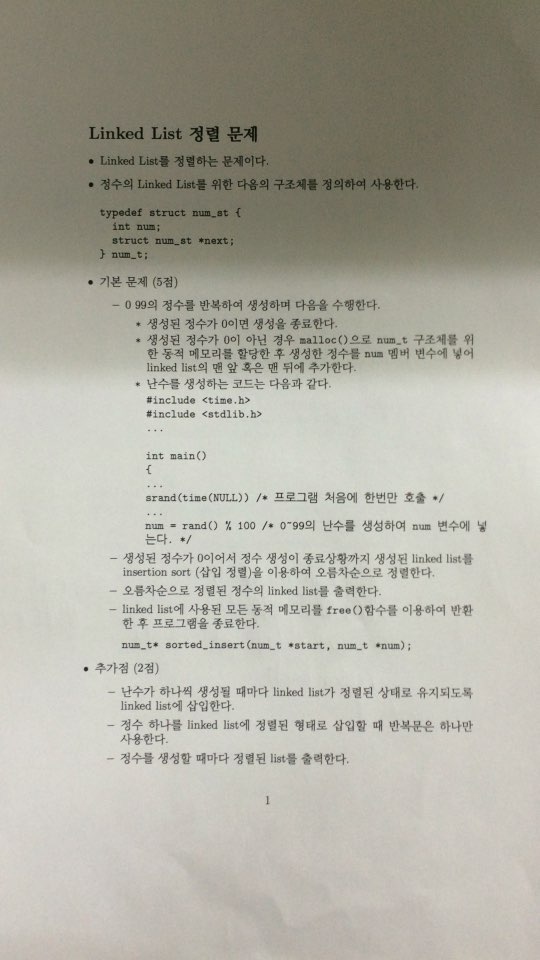 Linked List 정렬 문제
• Linked List를 정렬하는 문제이다.
• 정수의 Linked List를 위한 다음의 구조체를 정의하여 사용한다.
typedef struct num_st {
int num;
struct num_st *next;
} num_t;
• 기본 문제 (5점)
– 0 99의 정수를 반복하여 생성하며 다음을 수행한다.
* 생성된 정수가 0이면 생성을 종료한다.
* 생성된 정수가 0이 아닌 경우 malloc()으로 num_t 구조체를 위
한 동적 메모리를 할당한 후 생성한 정수를 num 멤버 변수에 넣어
linked list의 맨 앞 혹은 맨 뒤에 추가한다.
* 난수를 생성하는 코드는 다음과 같다.
#include <time.h>
#include <stdlib.h>
...
int main()
{
...
srand(time(NULL)) /* 프로그램 처음에 한번만 호출 */
...
num = rand() % 100 /* 0~99의 난수를 생성하여 num 변수에 넣
는다. */
– 생성된 정수가 0이어서 정수 생성이 종료상황까지 생성된 linked list를
insertion sort (삽입 정렬)을 이용하여 오름차순으로 정렬한다.
– 오름차순으로 정렬된 정수의 linked list를 출력한다.
– linked list에 사용된 모든 동적 메모리를 free()함수를 이용하여 반환
한 후 프로그램을 종료한다.
num_t* sorted_insert(num_t *start, num_t *num);
• 추가점 (2점)
– 난수가 하나씩 생성될 때마다 linked list가 정렬된 상태로 유지되도록
linked list에 삽입한다.
– 정수 하나를 linked list에 정렬된 형태로 삽입할 때 반복문은 하나만
사용한다.
– 정수를 생성할 때마다 정렬된 list를 출력한다.
1